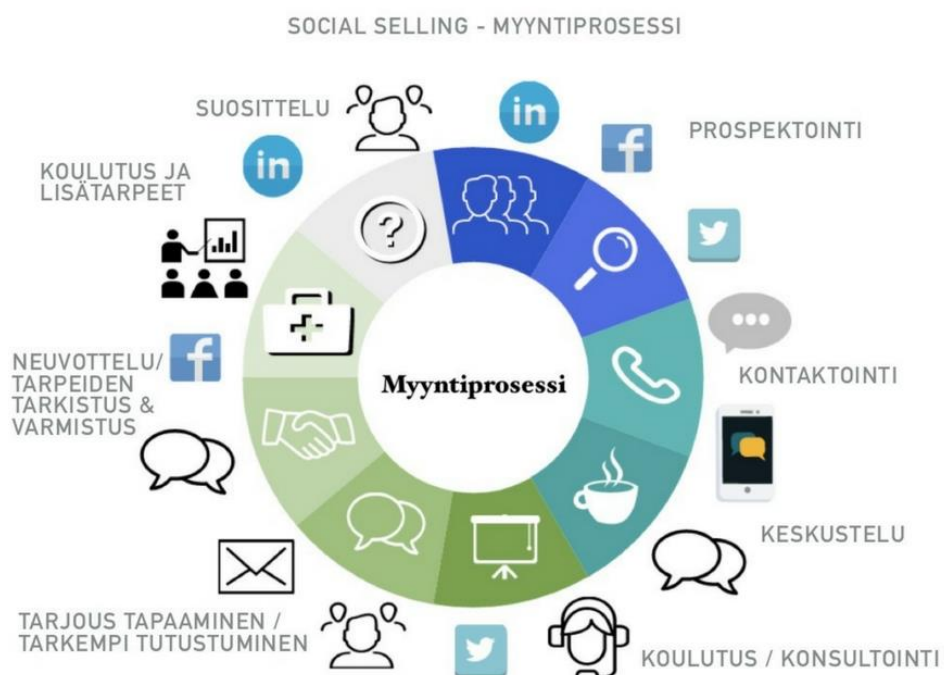 SOCIAL SELLING - MYYNTIPROSESSI
SUOSITTELU
in
in
f
PROSPEKTOINTI
KOULUTUS JA
LISÄTARPEET
?
NEUVOTTELU/
TARPEIDEN
TARKISTUS &
VARMISTUS
f
Myyntiprosessi
KONTAKTOINTI
KESKUSTELU
TARJOUS TAPAAMINEN /
TARKEMPI TUTUSTUMINEN
KOULUTUS / KONSULTOINTI